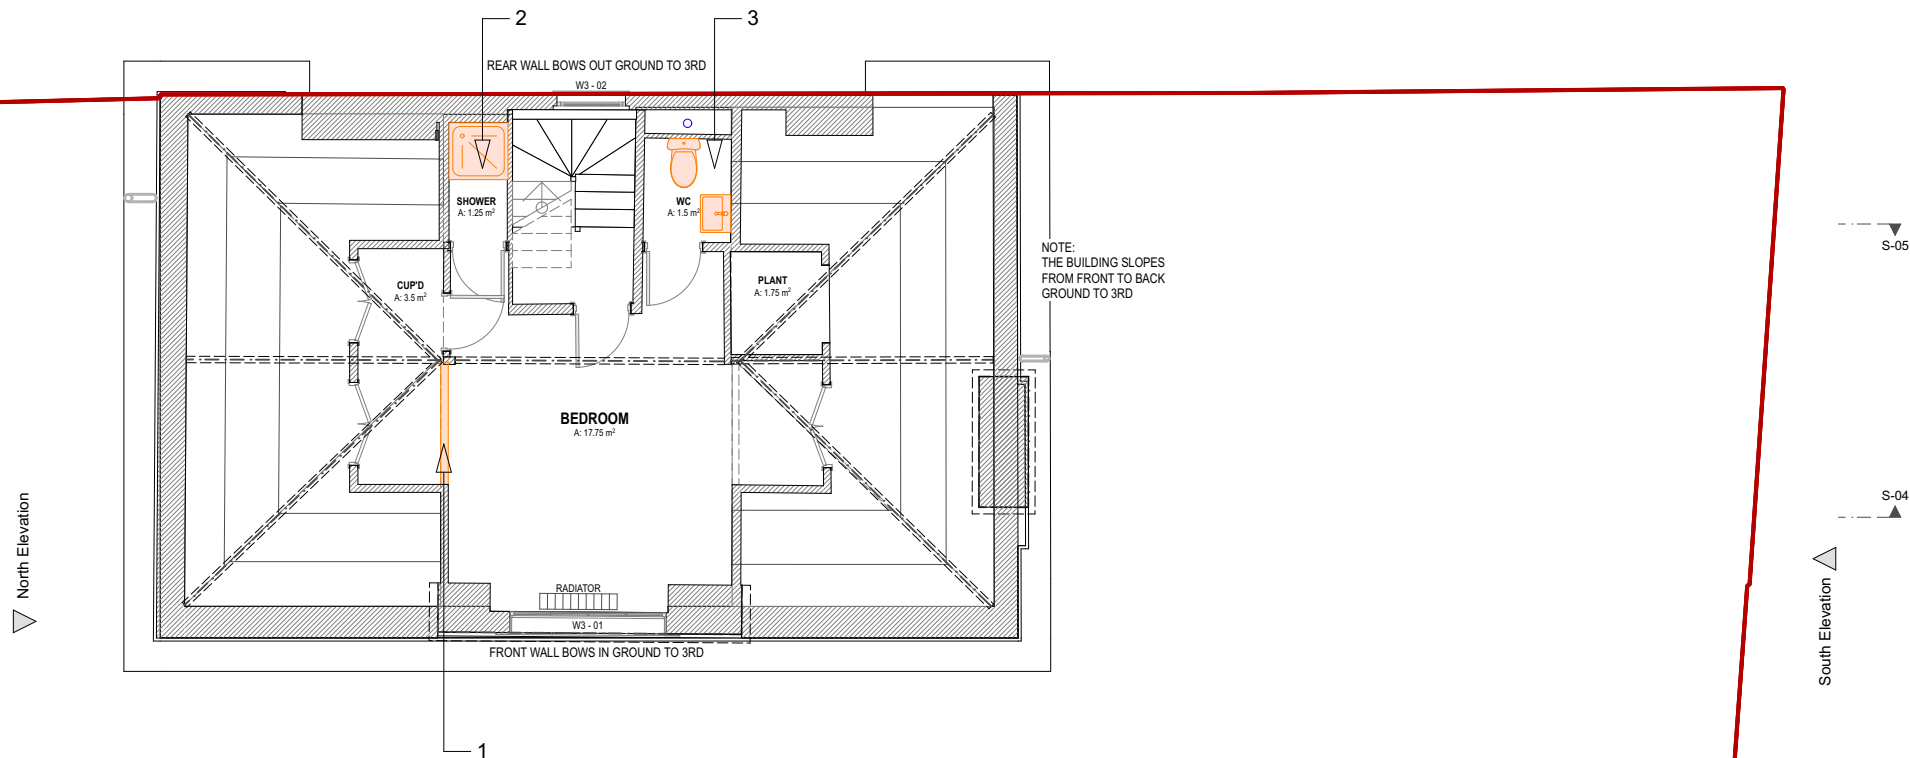 2
3
REAR WALL BOWS OUT GROUND TO 3RD
W3 - 02
SHOWER
A: 1.25 m²
WC
A: 1.5 m²
CUP'D
A: 3.5 m²
PLANT
A: 1.75 m²
NOTE:
THE BUILDING SLOPES
FROM FRONT TO BACK
GROUND TO 3RD
S-05
BEDROOM
A: 17.75 m²
S-04
North Elevation
South Elevation
RADIATOR
W3 - 01
FRONT WALL BOWS IN GROUND TO 3RD
1